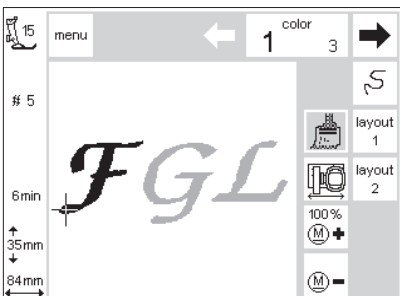 15
menu
color
1 3
# 5
layout
1
FGL
layout
2
6min
100%
M +
35mm
84mm
M -